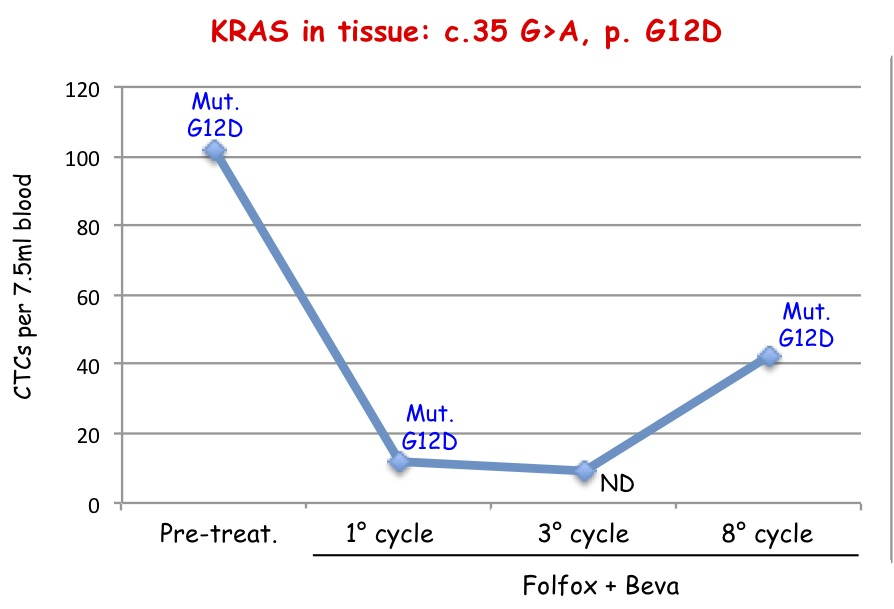 KRAS in tissue: c.35 G>A, p. G12D
CTCs per 7.5ml blood
120
100
80
60
40
20
0
Mut.
G12D
Mut.
G12D
ND
Mut.
G12D
Pre-treat.
1° cycle
3° cycle
8° cycle
Folfox + Beva